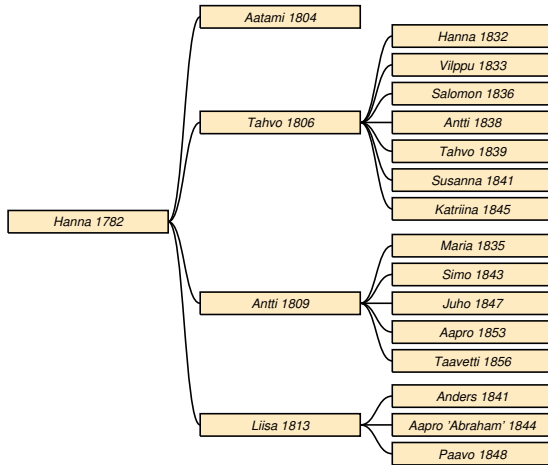 Aatami 1804
Hanna 1832
Vilppu 1833
Salomon 1836
Tahvo 1806
Antti 1838
Tahvo 1839
Susanna 1841
Katriina 1845
Hanna 1782
Maria 1835
Simo 1843
Antti 1809
Juho 1847
Aapro 1853
Taavetti 1856
Anders 1841
Liisa 1813
Aapro 'Abraham' 1844
Paavo 1848